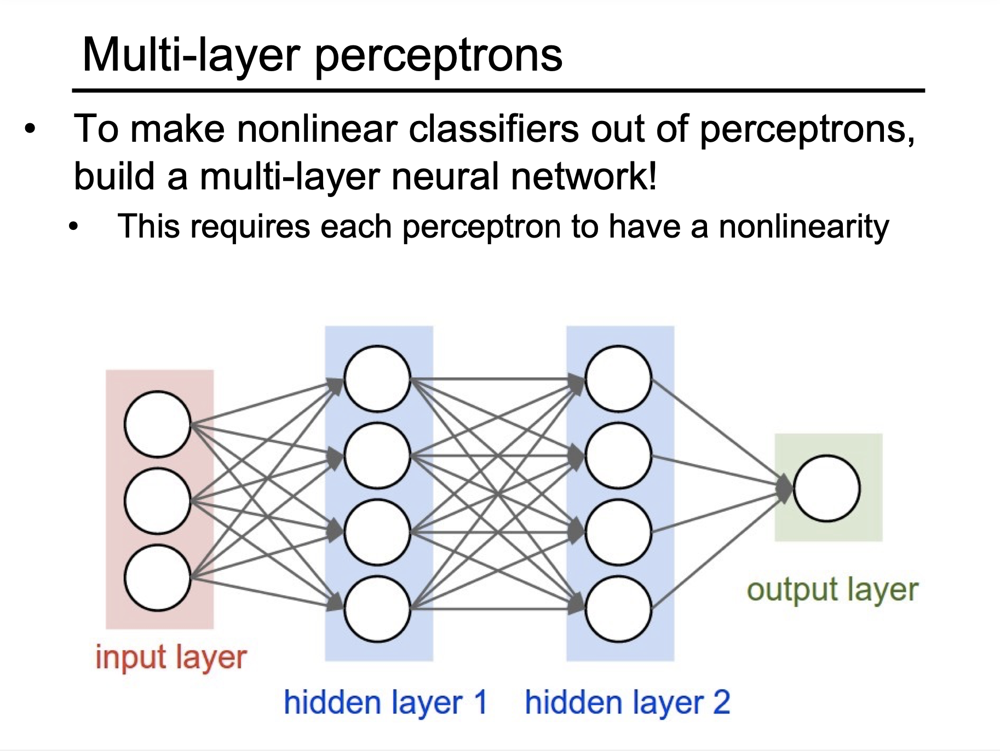 Multi-layer perceptrons
• To make nonlinear classifiers out of perceptrons,
build a multi-layer neural network!
• This requires each perceptron to have a nonlinearity
input layer
hidden layer 1
hidden layer 2
output layer